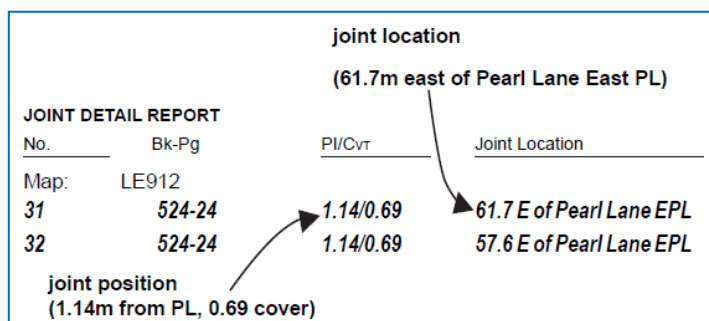 joint location
(61.7m east of Pearl Lane East PL)
JOINT DETAIL REPORT
No. Bk-Pg Pl/CVT Joint Location
Map: LE912
31 524-24 1.14/0.69 61.7 E of Pearl Lane EPL
32 524-24 1.14/0.69 57.6 E of Pearl Lane EPL
joint position
(1.14m from PL, 0.69 cover)